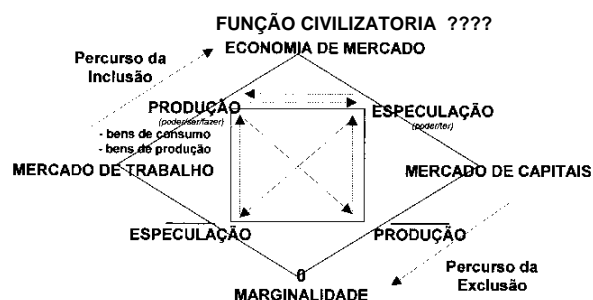 FUNÇÃO CIVILIZATORIA ????
ECONOMIA DE MERCADO
Percurso da
Inclusão
PRODUÇÃO
(poder/ser/fazer)
- bens de consumo
- bens de produção
ESPECULAÇÃO
(poder/ter)
MERCADO DE TRABALHO
MERCADO DE CAPITAIS
ESPECULAÇÃO
PRODUÇÃO
0
MARGINALIDADE
Percurso da
Exclusão